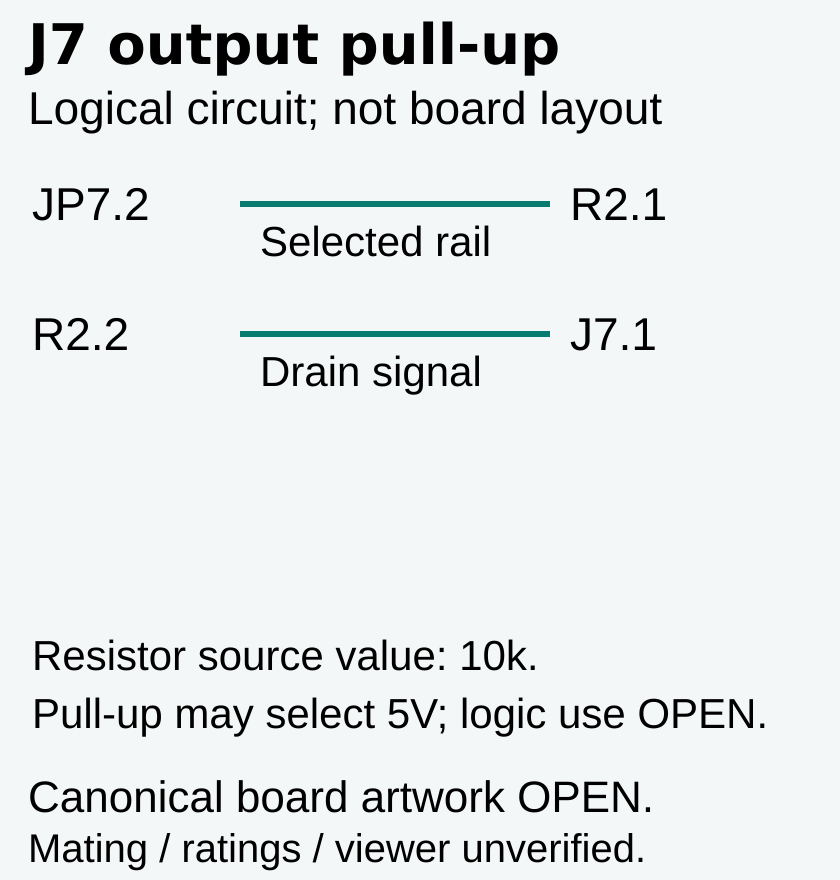 J7 output pull-up
Logical circuit; not board layout
JP7.2 R2.1
Selected rail
R2.2 J7.1
Drain signal
Resistor source value: 10k.
Pull-up may select 5V; logic use OPEN.
Canonical board artwork OPEN.
Mating / ratings / viewer unverified.